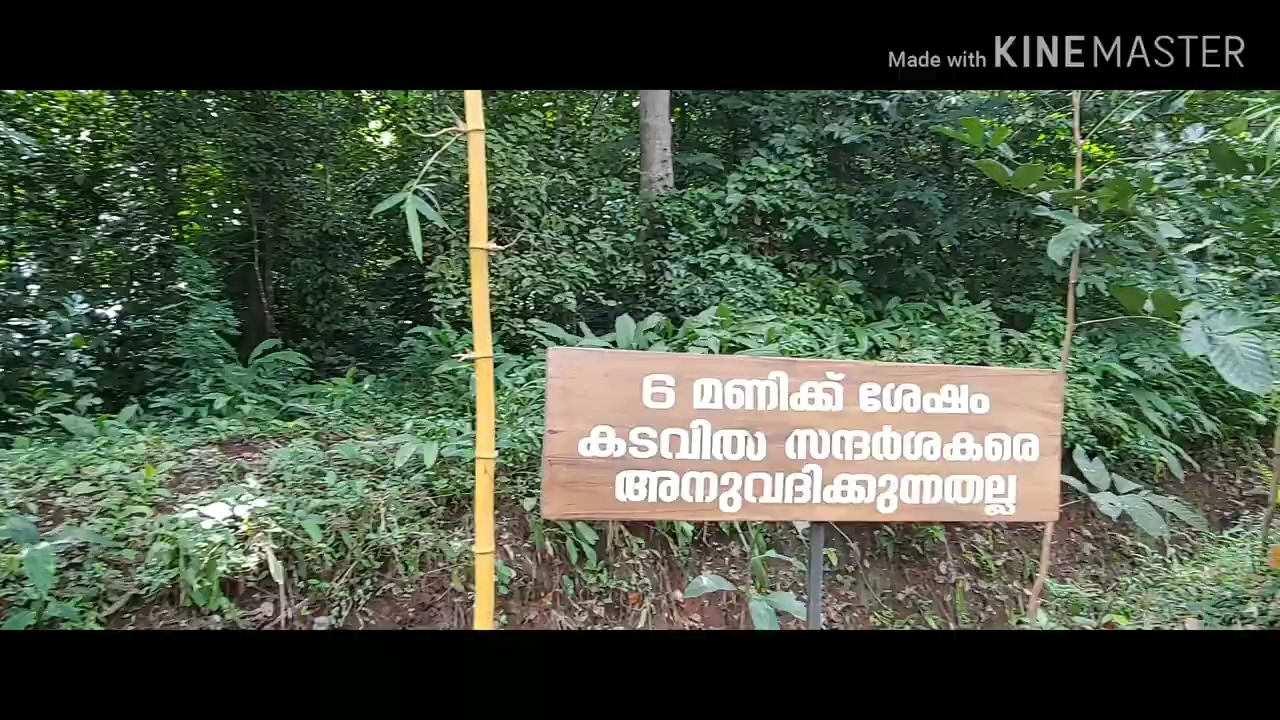 Made with KINEMASTER
6 മണിക്ക് ശേഷം
കടവിൽ സന്ദർശകരെ
അനുവദിക്കുന്നതല്ല